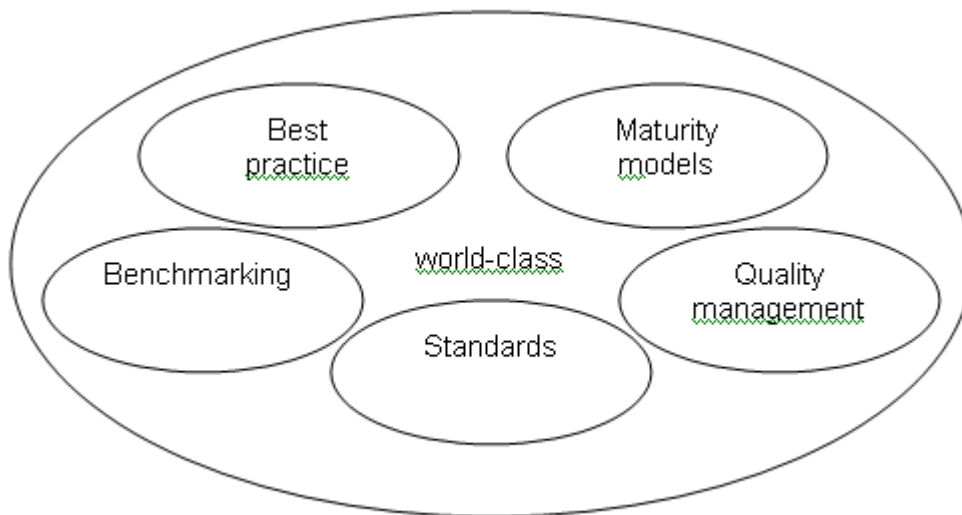 Best
practice
Maturity
models
Benchmarking
world-class
Quality
management
Standards